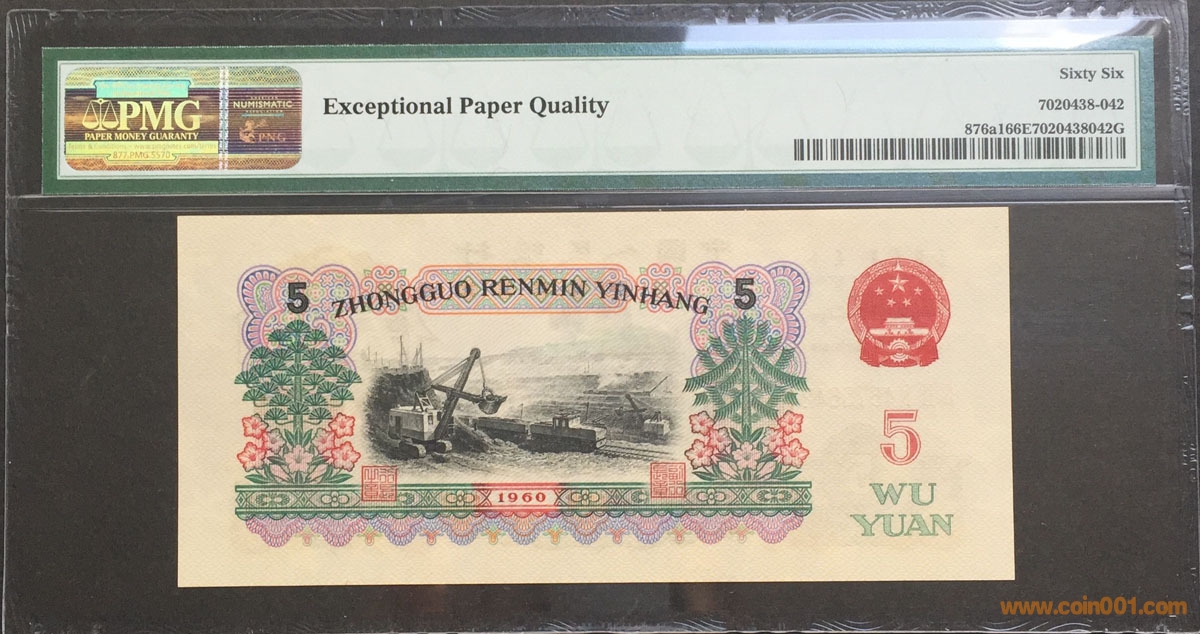 PMG
PAPER MONEY GUARANTY
877.PMG.5570
NUMISMATIC
PNG
Exceptional Paper Quality
Sixty Six
7020438-042
876a166E7020438042G
5
ZHONGGUO RENMIN YINHANG
5
5
WU
YUAN
1960
www.coin001.com